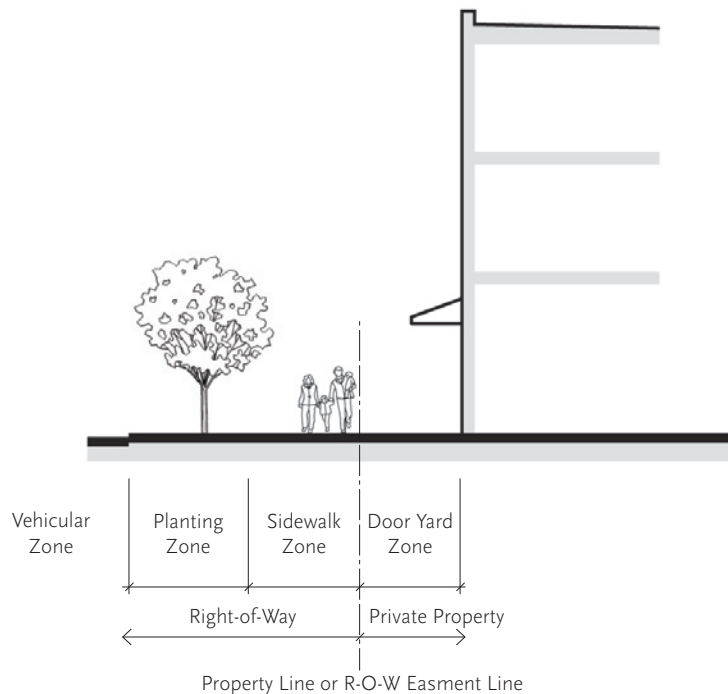 Vehicular
Zone
Planting
Zone
Sidewalk
Zone
Door Yard
Zone
Right-of-Way
Private Property
Property Line or R-O-W Easment Line